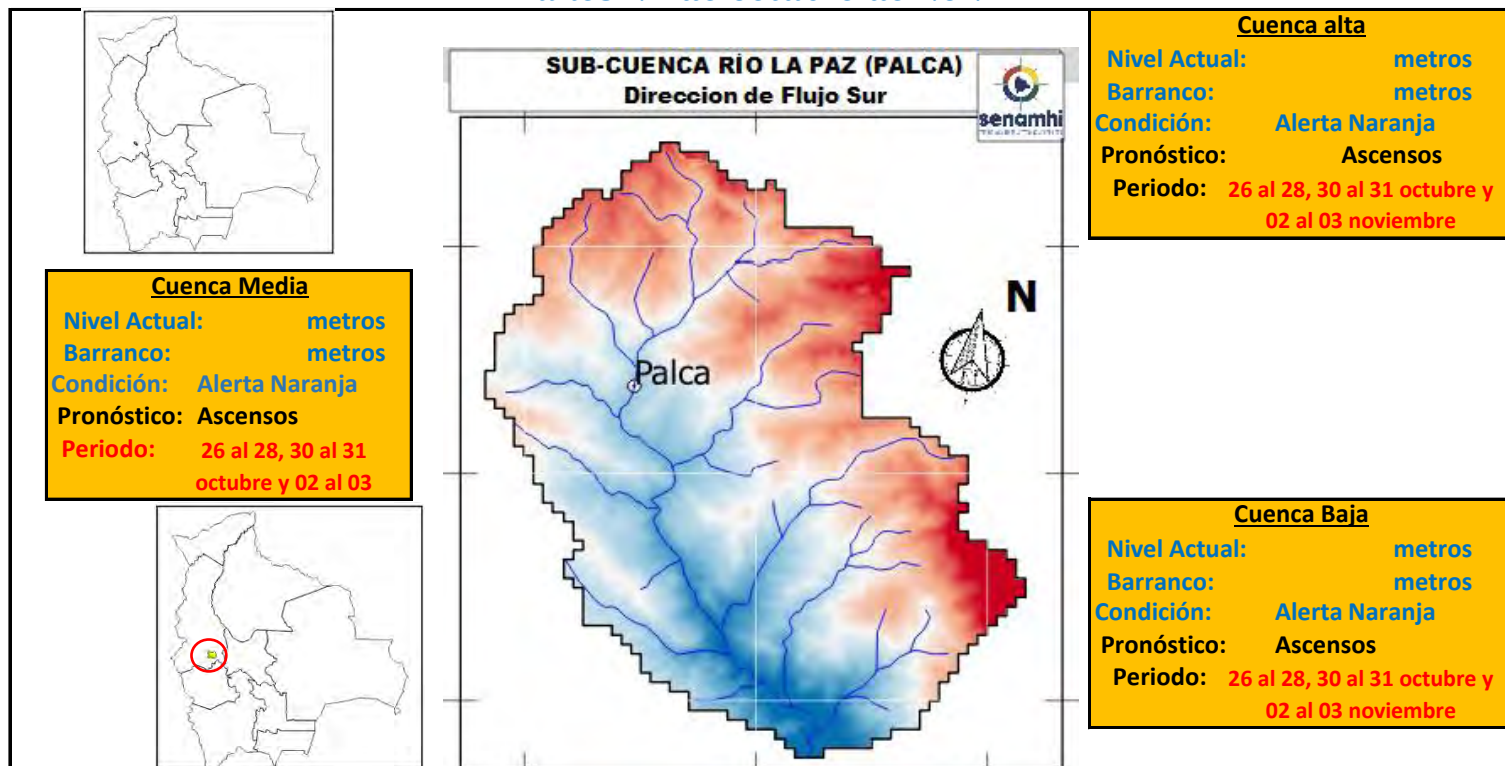 Cuenca alta
Nivel Actual: metros
Barranco: metros
Condición: Alerta Naranja
Pronóstico: Ascensos
Periodo: 26 al 28, 30 al 31 octubre y
02 al 03 noviembre
SUB-CUENCA RÍO LA PAZ (PALCA)
Direccion de Flujo Sur
senamhi
N
Palca
Cuenca Media
Nivel Actual: metros
Barranco: metros
Condición: Alerta Naranja
Pronóstico: Ascensos
Periodo: 26 al 28, 30 al 31
octubre y 02 al 03
Cuenca Baja
Nivel Actual: metros
Barranco: metros
Condición: Alerta Naranja
Pronóstico: Ascensos
Periodo: 26 al 28, 30 al 31 octubre y
02 al 03 noviembre